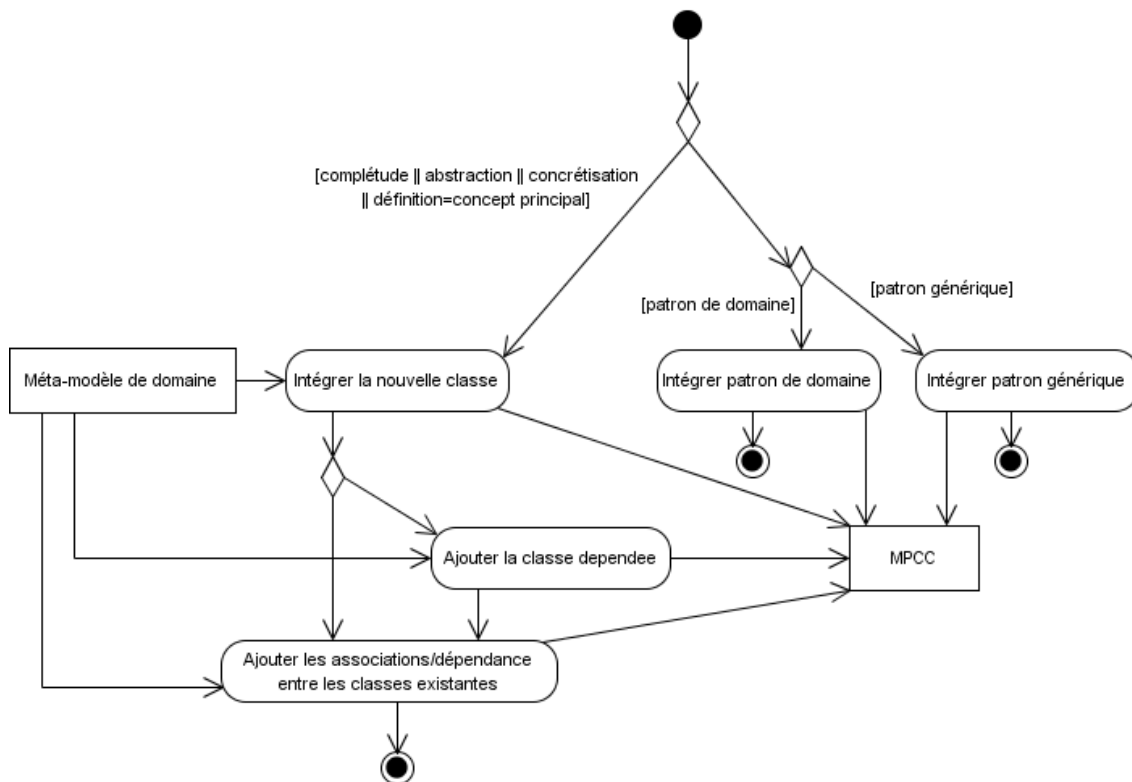 [complétude || abstraction || concrétisation
|| définition=concept principal]
[patron générique]
[patron de domaine]
Méta-modèle de domaine
Intégrer la nouvelle classe
Intégrer patron de domaine
Intégrer patron générique
Ajouter la classe dependee
MPCC
Ajouter les associations/dépendance
entre les classes existantes